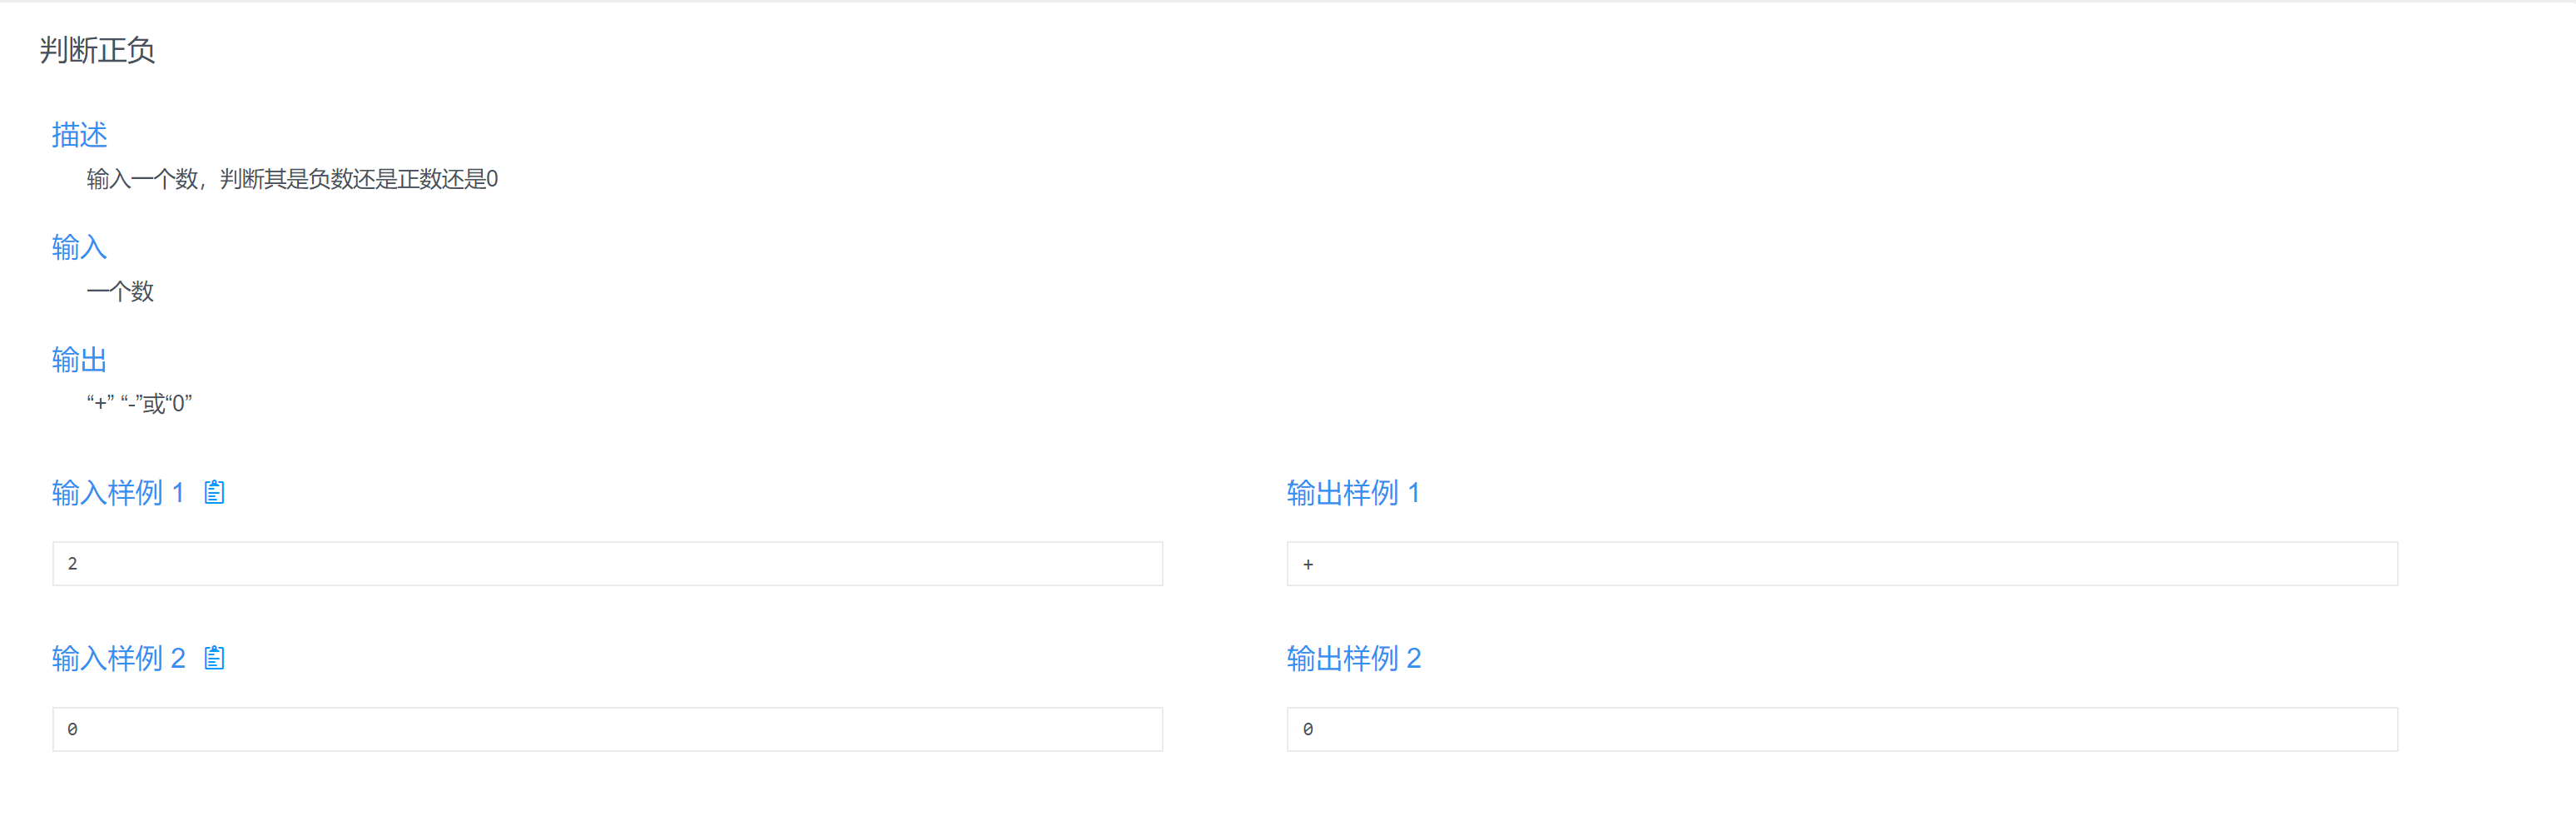 判断正负
描述
输入一个数，判断其是负数还是正数还是0
输入
一个数
输出
“+” “-”或“0”
输入样例 1
输出样例 1
2
+
输入样例 2
输出样例 2
0
0